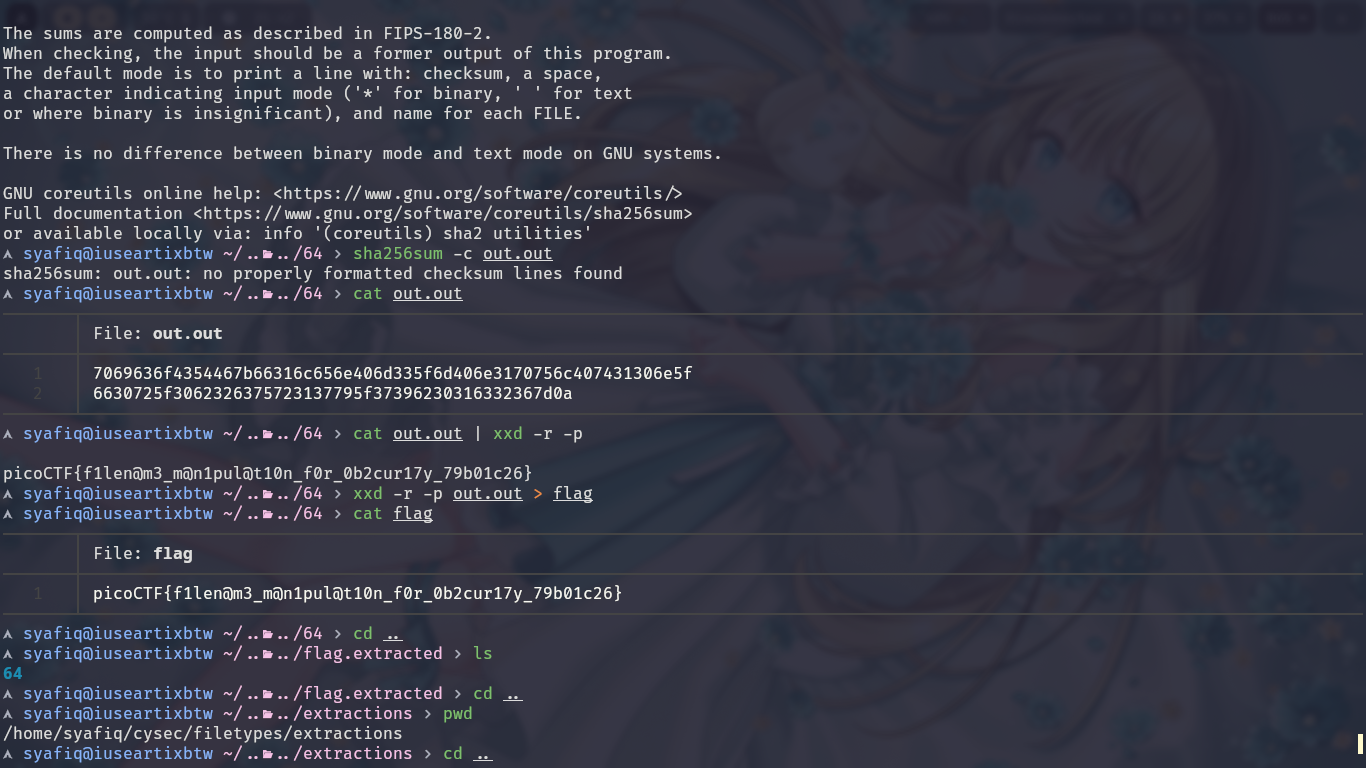 The sums are computed as described in FIPS-180-2.
When checking, the input should be a former output of this program.
The default mode is to print a line with: checksum, a space,
a character indicating input mode ('*' for binary, ' ' for text
or where binary is insignificant), and name for each FILE.
There is no difference between binary mode and text mode on GNU systems.
GNU coreutils online help: <https://www.gnu.org/software/coreutils/>
Full documentation <https://www.gnu.org/software/coreutils/sha256sum>
or available locally via: info '(coreutils) sha2 utilities'
syafiq@iuseartixbtw ~/../../64 > sha256sum -c out.out
sha256sum: out.out: no properly formatted checksum lines found
syafiq@iuseartixbtw ~/../../64 > cat out.out
File: out.out
1 7069636f4354467b66316c656e406d335f6d406e3170756c407431306e5f
2 6630725f3062326375723137795f37396230316332367d0a
syafiq@iuseartixbtw ~/../../64 > cat out.out | xxd -r -p
picoCTF{f1len@m3_m@n1pul@t10n_f0r_0b2cur17y_79b01c26}
syafiq@iuseartixbtw ~/../../64 > xxd -r -p out.out > flag
syafiq@iuseartixbtw ~/../../64 > cat flag
File: flag
1 picoCTF{f1len@m3_m@n1pul@t10n_f0r_0b2cur17y_79b01c26}
syafiq@iuseartixbtw ~/../../64 > cd ..
syafiq@iuseartixbtw ~/../../flag.extracted > ls
64
syafiq@iuseartixbtw ~/../../flag.extracted > cd ..
syafiq@iuseartixbtw ~/../../extractions > pwd
/home/syafiq/cysec/filetypes/extractions
syafiq@iuseartixbtw ~/../../extractions > cd ..